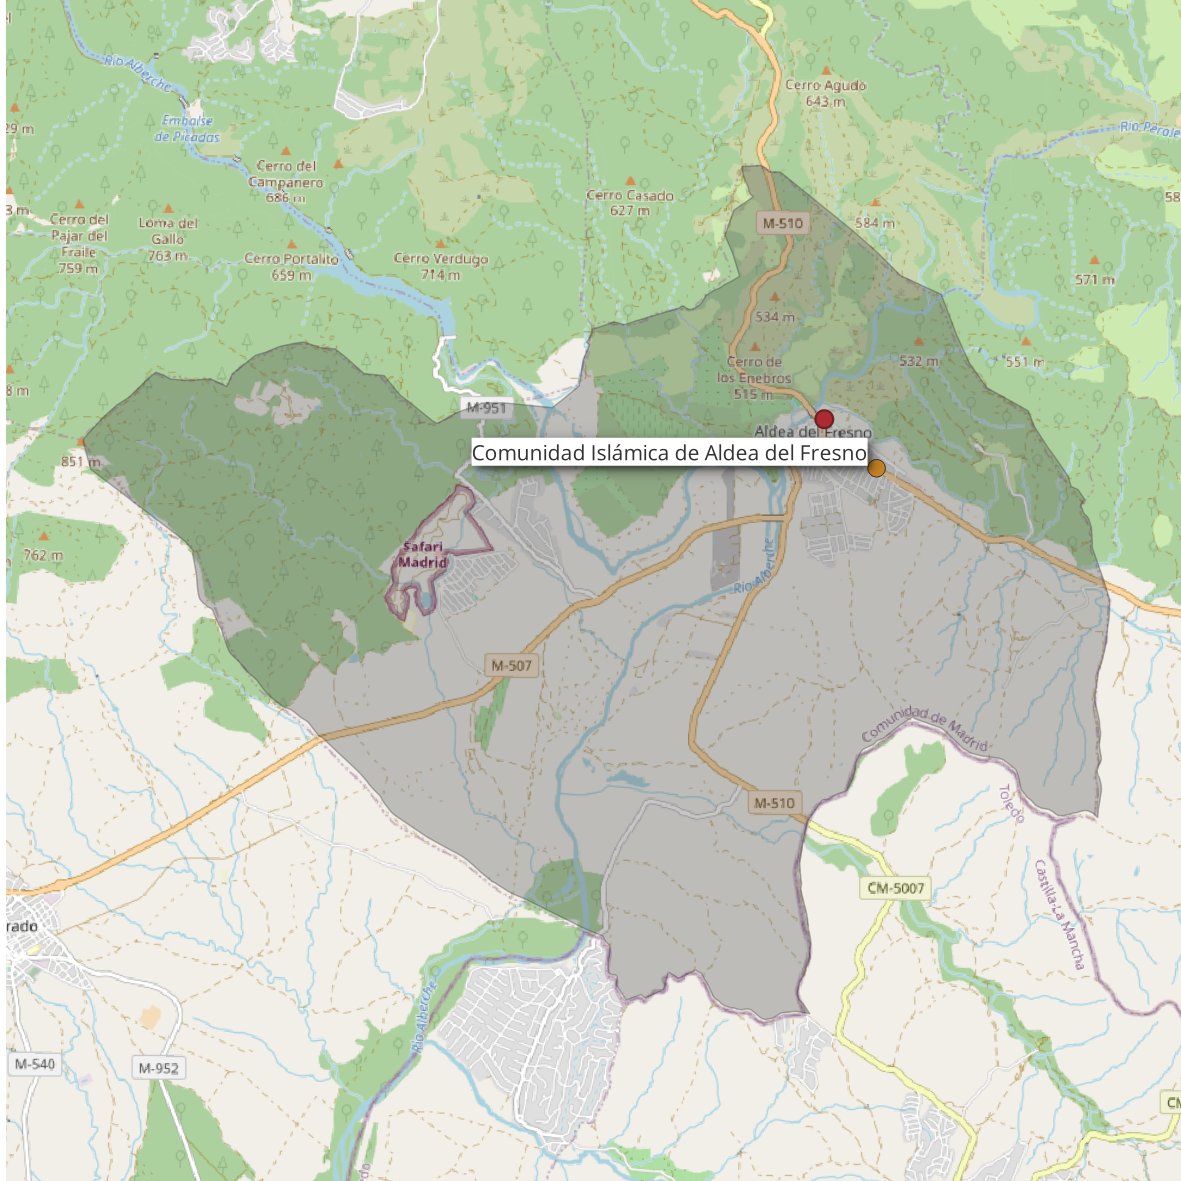 Río Alberche
Cerro Agudo
643 m
Embalse
de Picadas
Cerro del
Campanero
686 m
Cerro Casado
627 m
Cerro del
Pajar del
Fraile
759 m
Loma del
Gallo
763 m
M-510
584 m
Cerro Portalito
659 m
Cerro Verdugo
714 m
571 m
534 m
Cerro de
los Enebros
515 m
532 m
551 m
M-951
Aldea del Fresno
Comunidad Islámica de Aldea del Fresno
851 m
762 m
Safari
Madrid
Río Alberche
M-507
Comunidad de Madrid
M-510
Toledo
CM-5007
Castilla-La Mancha
rado
Río Alberche
M-540
M-952